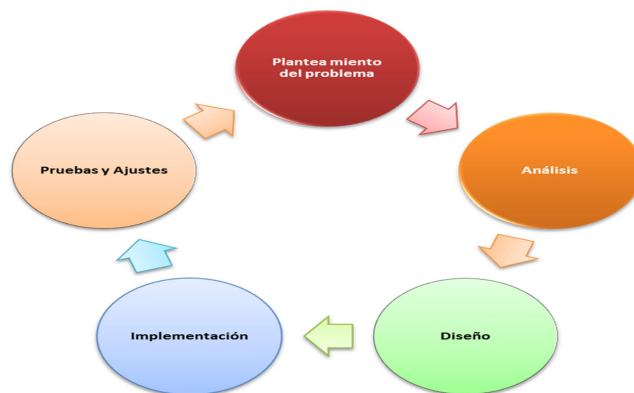 Plantea miento
del problema
Análisis
Diseño
Implementación
Pruebas y Ajustes